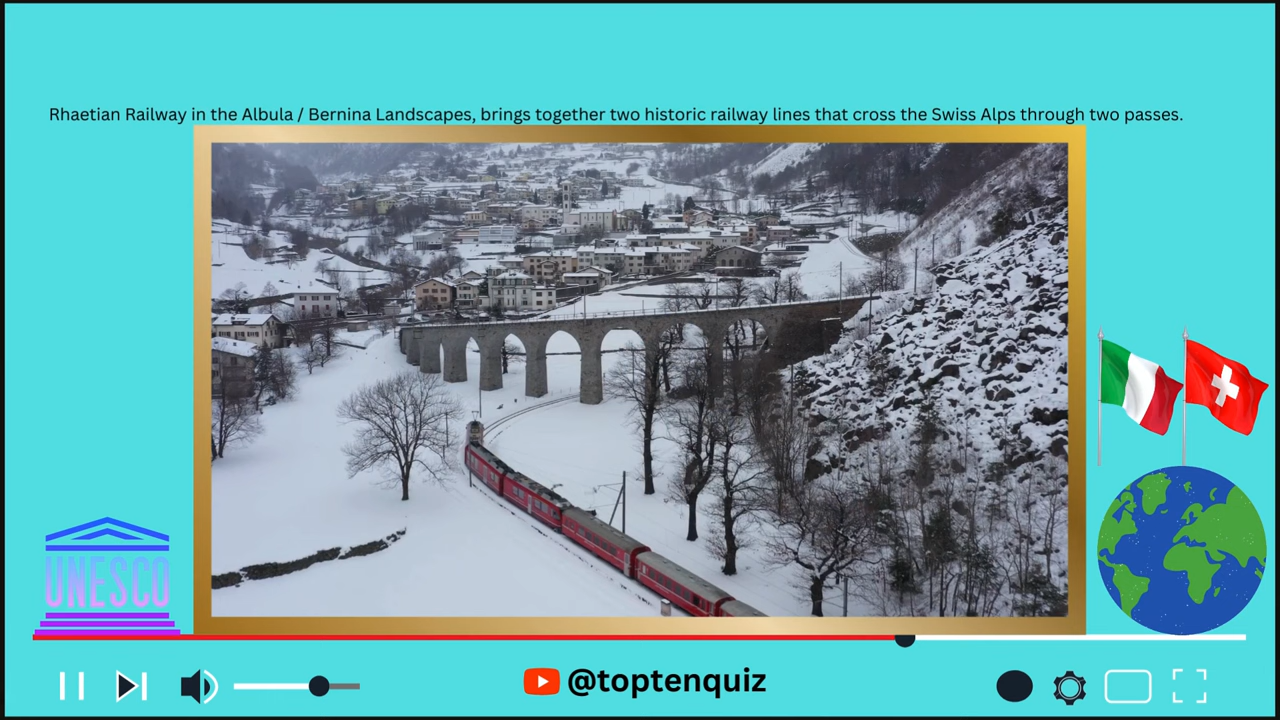 Rhaetian Railway in the Albula / Bernina Landscapes, brings together two historic railway lines that cross the Swiss Alps through two passes.
UNESCO
@toptenquiz